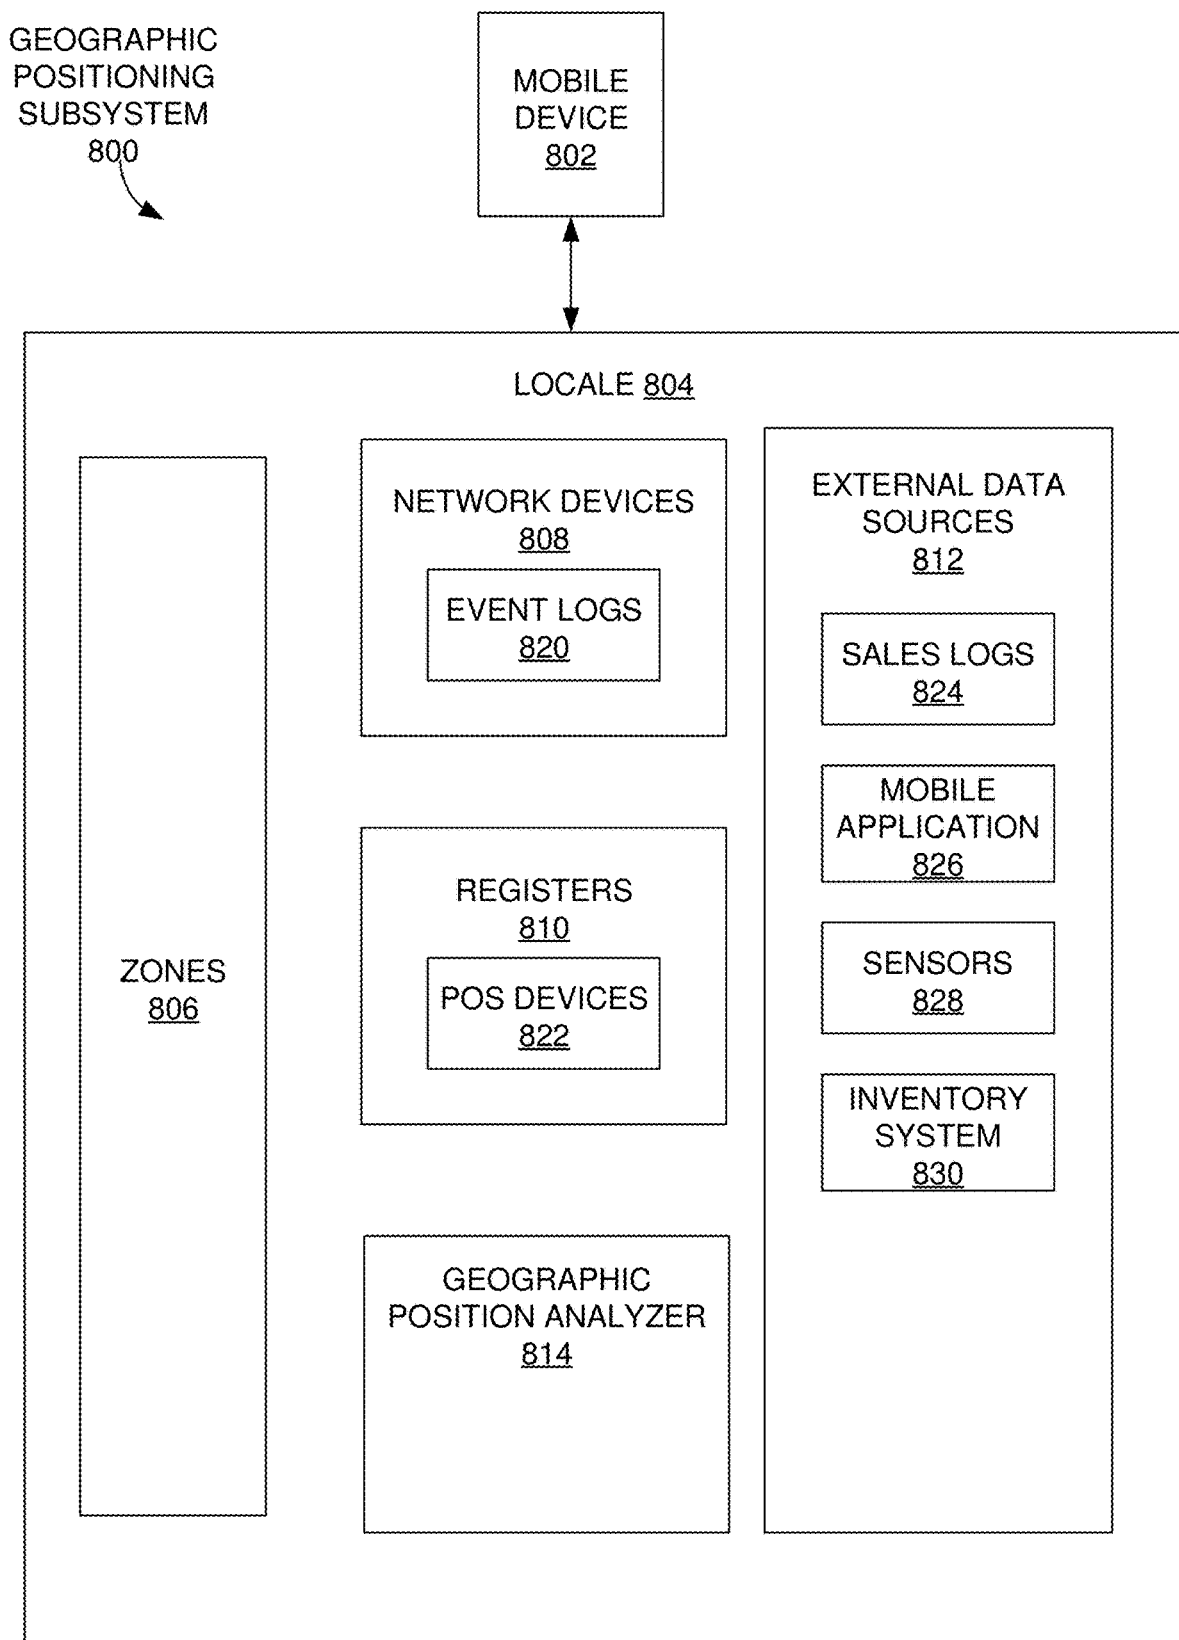 GEOGRAPHIC
POSITIONING
SUBSYSTEM
800
MOBILE
DEVICE
802
LOCALE 804
ZONES
806
NETWORK DEVICES
808
EVENT LOGS
820
REGISTERS
810
POS DEVICES
822
GEOGRAPHIC
POSITION ANALYZER
814
EXTERNAL DATA
SOURCES
812
SALES LOGS
824
MOBILE
APPLICATION
826
SENSORS
828
INVENTORY
SYSTEM
830